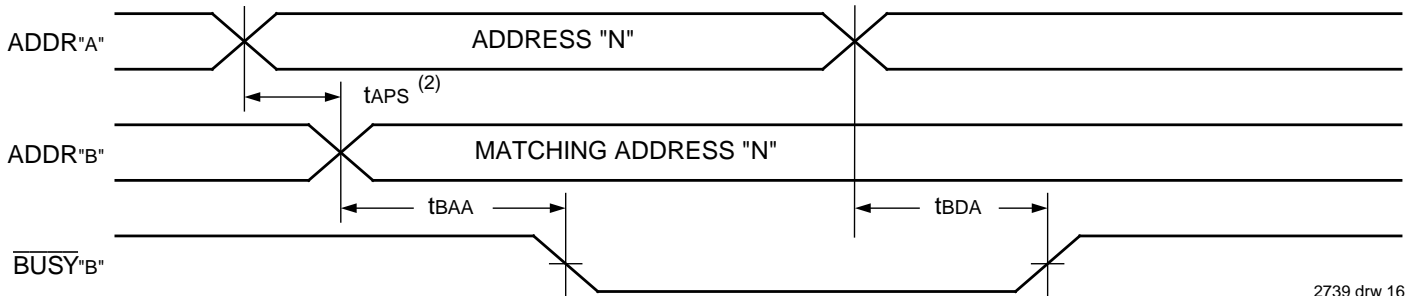 ADDR"A"
ADDRESS "N"
tAPS (2)
ADDR"B"
MATCHING ADDRESS "N"
tBAA
tBDA
BUSY"B"
2739 drw 16